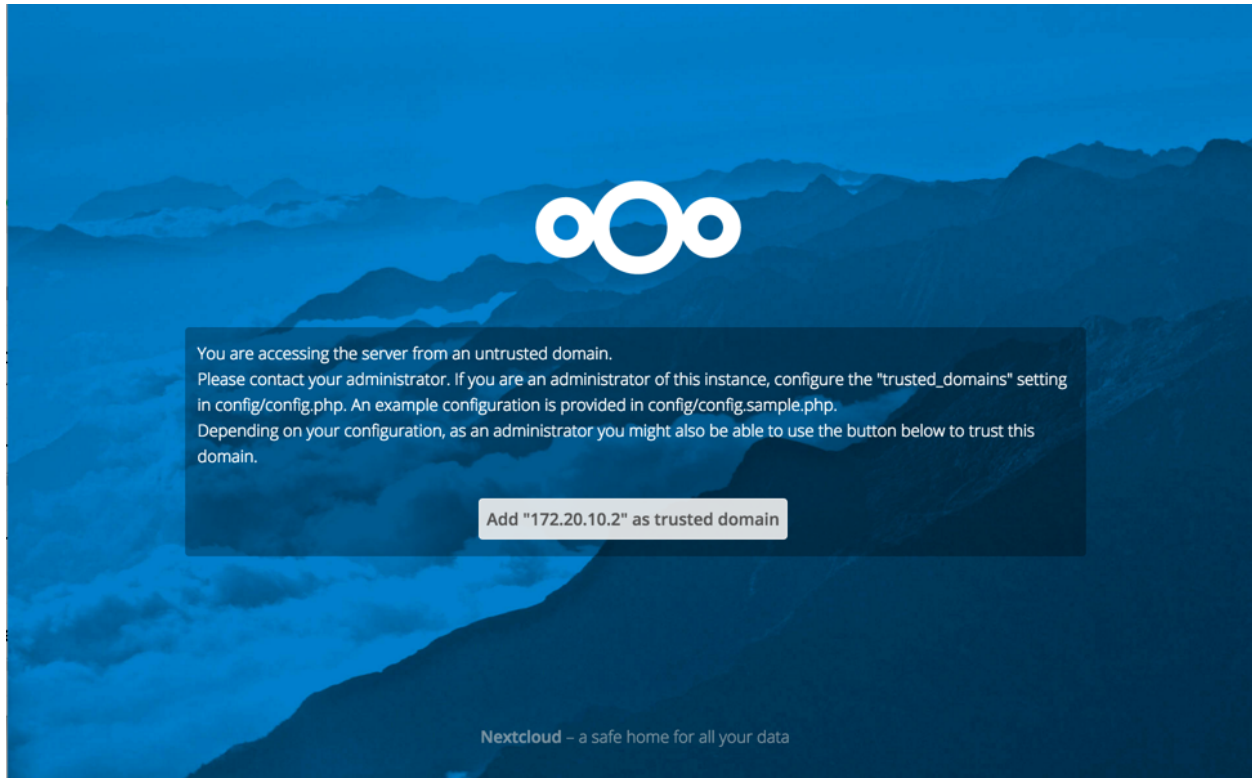 You are accessing the server from an untrusted domain.
Please contact your administrator. If you are an administrator of this instance, configure the "trusted_domains" setting
in config/config.php. An example configuration is provided in config/config.sample.php.
Depending on your configuration, as an administrator you might also be able to use the button below to trust this
domain.
Add "172.20.10.2" as trusted domain
Nextcloud – a safe home for all your data